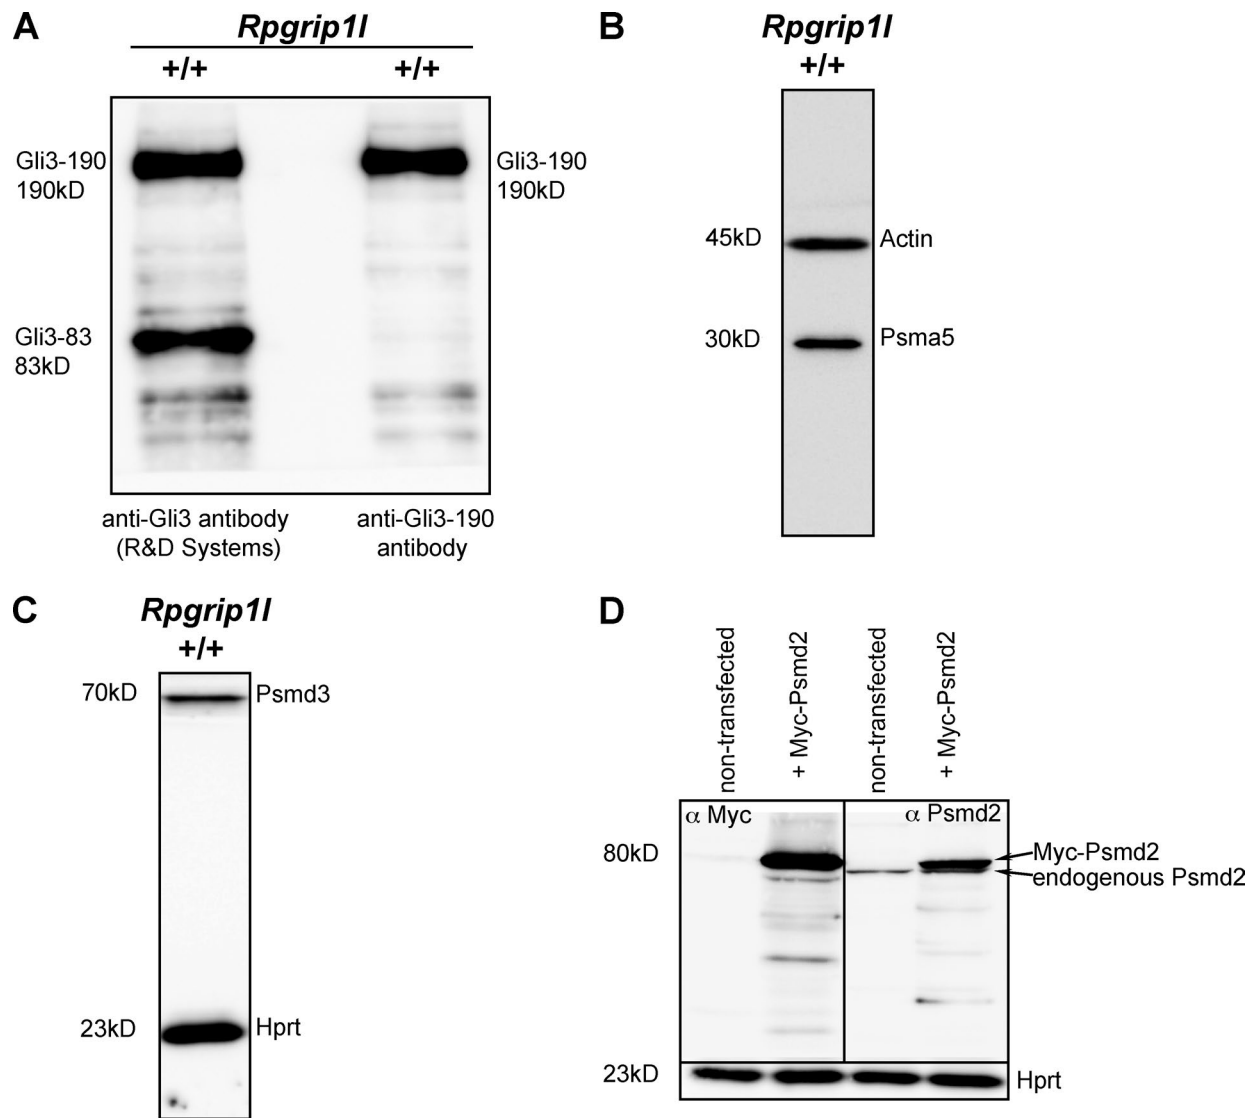 A
Rpgrip1l
+/+
+/+
Gli3-190
190kD
Gli3-190
190kD
Gli3-83
83kD
anti-Gli3 antibody
(R&D Systems)
anti-Gli3-190
antibody
B
Rpgrip1l
+/+
45kD
Actin
30kD
Psma5
C
Rpgrip1l
+/+
70kD
Psmd3
23kD
Hprt
D
non-transfected
+ Myc-Psmd2
non-transfected
+ Myc-Psmd2
α Myc
α Psmd2
80kD
Myc-Psmd2
endogenous Psmd2
23kD
Hprt